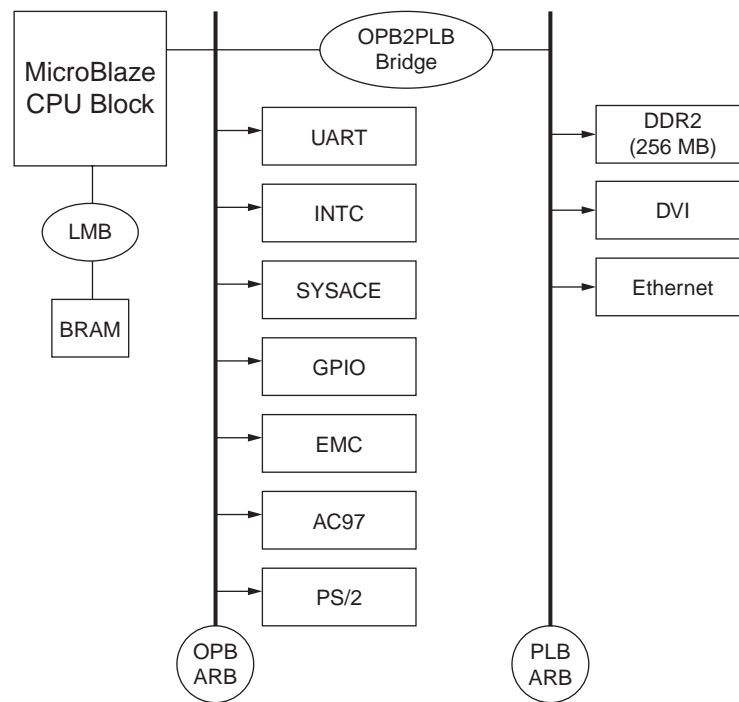 MicroBlaze
CPU Block
OPB2PLB
Bridge
LMB
BRAM
UART
INTC
SYSACE
GPIO
EMC
AC97
PS/2
DDR2
(256 MB)
DVI
Ethernet
OPB
ARB
PLB
ARB